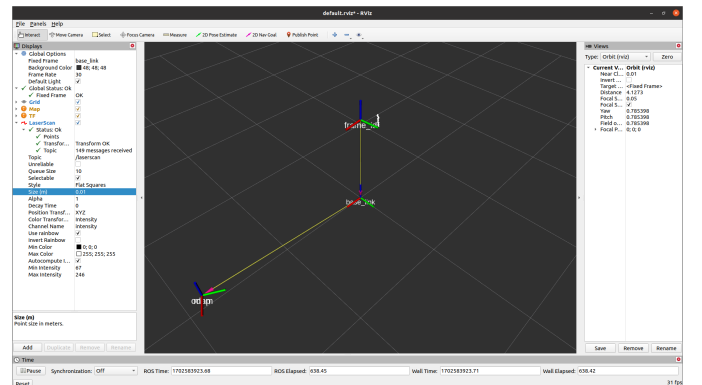 default.rviz* - RViz
File Panels Help
Interact Move Camera Select Focus Camera Measure 2D Pose Estimate 2D Nav Goal Publish Point
Displays
Global Options
Fixed Frame base_link
Background Color 48; 48; 48
Frame Rate 30
Default Light
Global Status: Ok
Fixed Frame OK
Grid
Map
TF
LaserScan
Status: Ok
Points
Transfor... Transform OK
Topic 149 messages received
Topic /laserscan
Unreliable
Queue Size 10
Selectable
Style Flat Squares
Size (m) 0.01
Alpha 1
Decay Time 0
Position Transf... XYZ
Color Transfor... Intensity
Channel Name intensity
Use rainbow
Invert Rainbow
Min Color 0; 0; 0
Max Color 255; 255; 255
Autocompute I...
Min Intensity 67
Max Intensity 246
Size (m)
Point size in meters.
Add Duplicate Remove Rename
base_link
Views
Type: Orbit (rviz) Zero
Current V... Orbit (rviz)
Near Cl... 0.01
Invert ...
Target ... <Fixed Frame>
Distance 4.1273
Focal S... 0.05
Focal S...
Yaw 0.785398
Pitch 0.785398
Field o... 0.785398
Focal P... 0; 0; 0
Save Remove Rename
Time
Pause Synchronization: Off ROS Time: 1702583923.68 ROS Elapsed: 638.45 Wall Time: 1702583923.71 Wall Elapsed: 638.42
Reset 31 fps